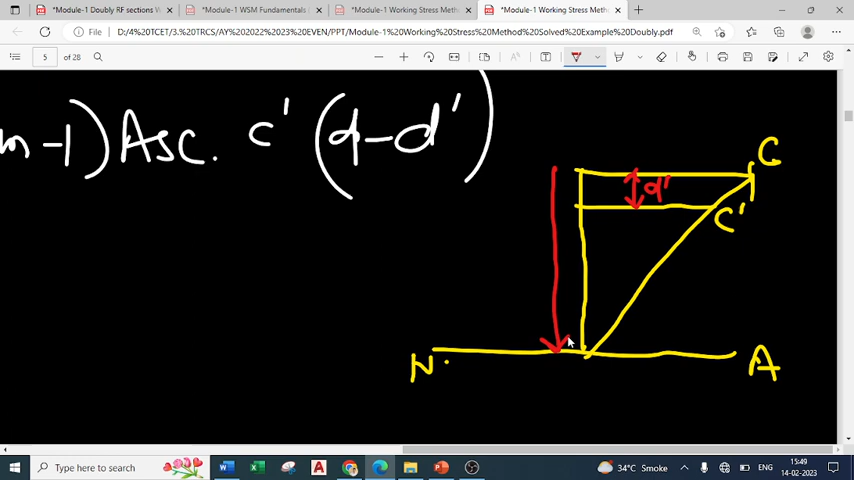 *Module-1 Doubly RF sections W
*Module-1 WSM Fundamentals
*Module-1 Working Stress Met
*Module-1 Working Stress Met
File
D:/4%20TCET/3.%20TRCS/AY%202022%2023%20EVEN/PPT/Module-1%20Working%20Stress%20Method%20Solved%20Example%20Doubly.pdf
5 of 28
m -1) Asc. c' (d-d')
C
d'
C'
N. A
Type here to search
34°C Smoke
ENG
15:49
14-02-2023